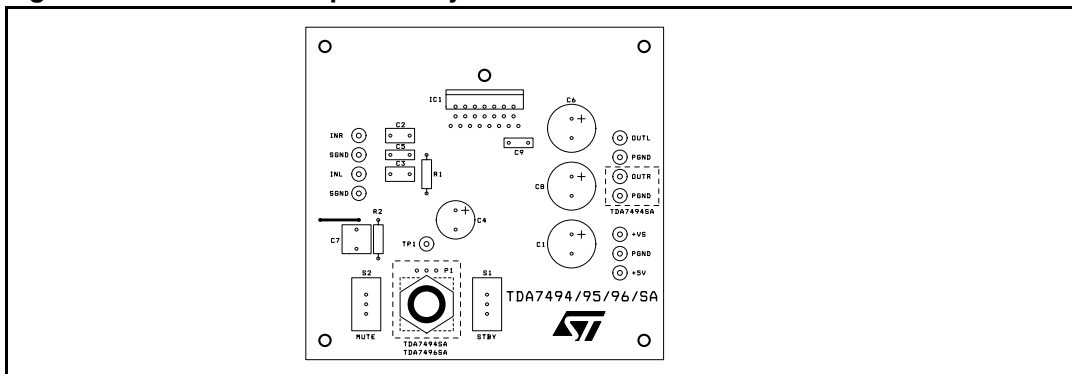 IC1
C6
C2
INR
OUTL
C5
C9
SGND
PGND
C3
INL
R1
OUTR
C8
SGND
PGND
TDA7494SA
R2
C4
+VS
C7
TP1
C1
PGND
S2
P1
S1
+5V
TDA7494/95/96/SA
MUTE
STBY
ST
TDA7494SA
TDA7496SA